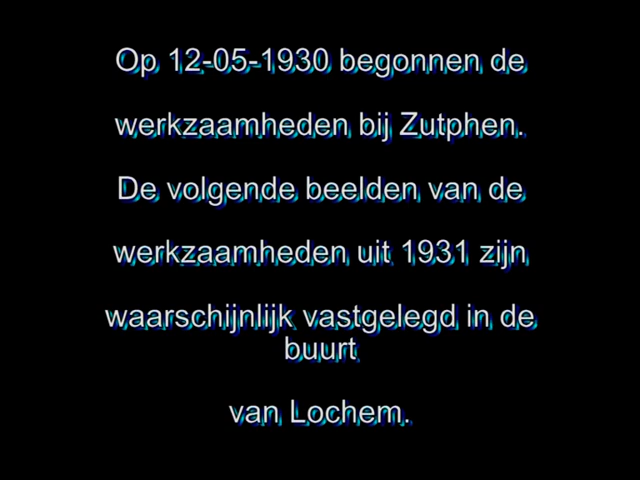 Op 12-05-1930 begonnen de
werkzaamheden bij Zutphen.
De volgende beelden van de
werkzaamheden uit 1931 zijn
waarschijnlijk vastgelegd in de
buurt
van Lochem.